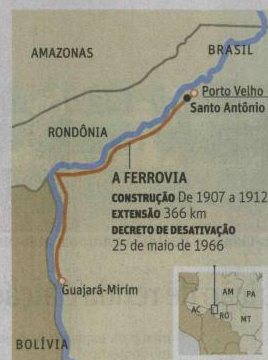 AMAZONAS
BRASIL
Porto Velho
Santo Antônio
RONDÔNIA
A FERROVIA
CONSTRUÇÃO De 1907 a 1912
EXTENSÃO 366 km
DECRETO DE DESATIVAÇÃO
25 de maio de 1966
Guajará-Mirim
BOLÍVIA
AM
PA
AC
RO
MT